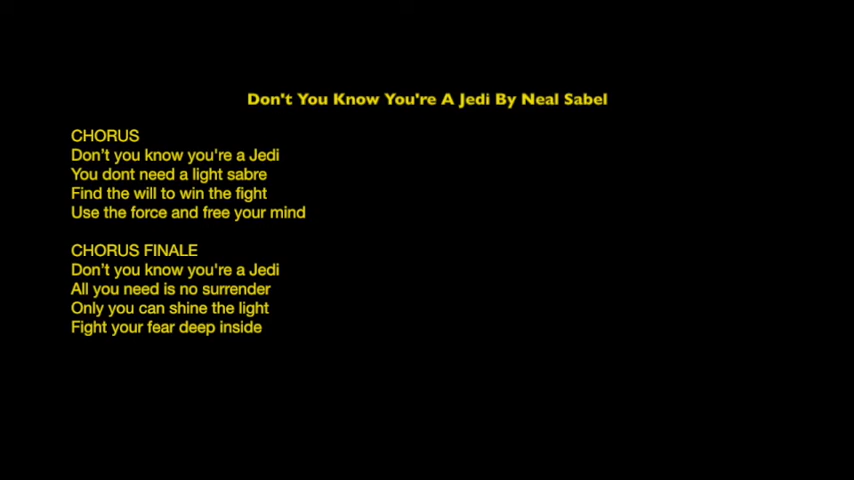 Don't You Know You're A Jedi By Neal Sabel
CHORUS
Don't you know you're a Jedi
You dont need a light sabre
Find the will to win the fight
Use the force and free your mind
CHORUS FINALE
Don't you know you're a Jedi
All you need is no surrender
Only you can shine the light
Fight your fear deep inside